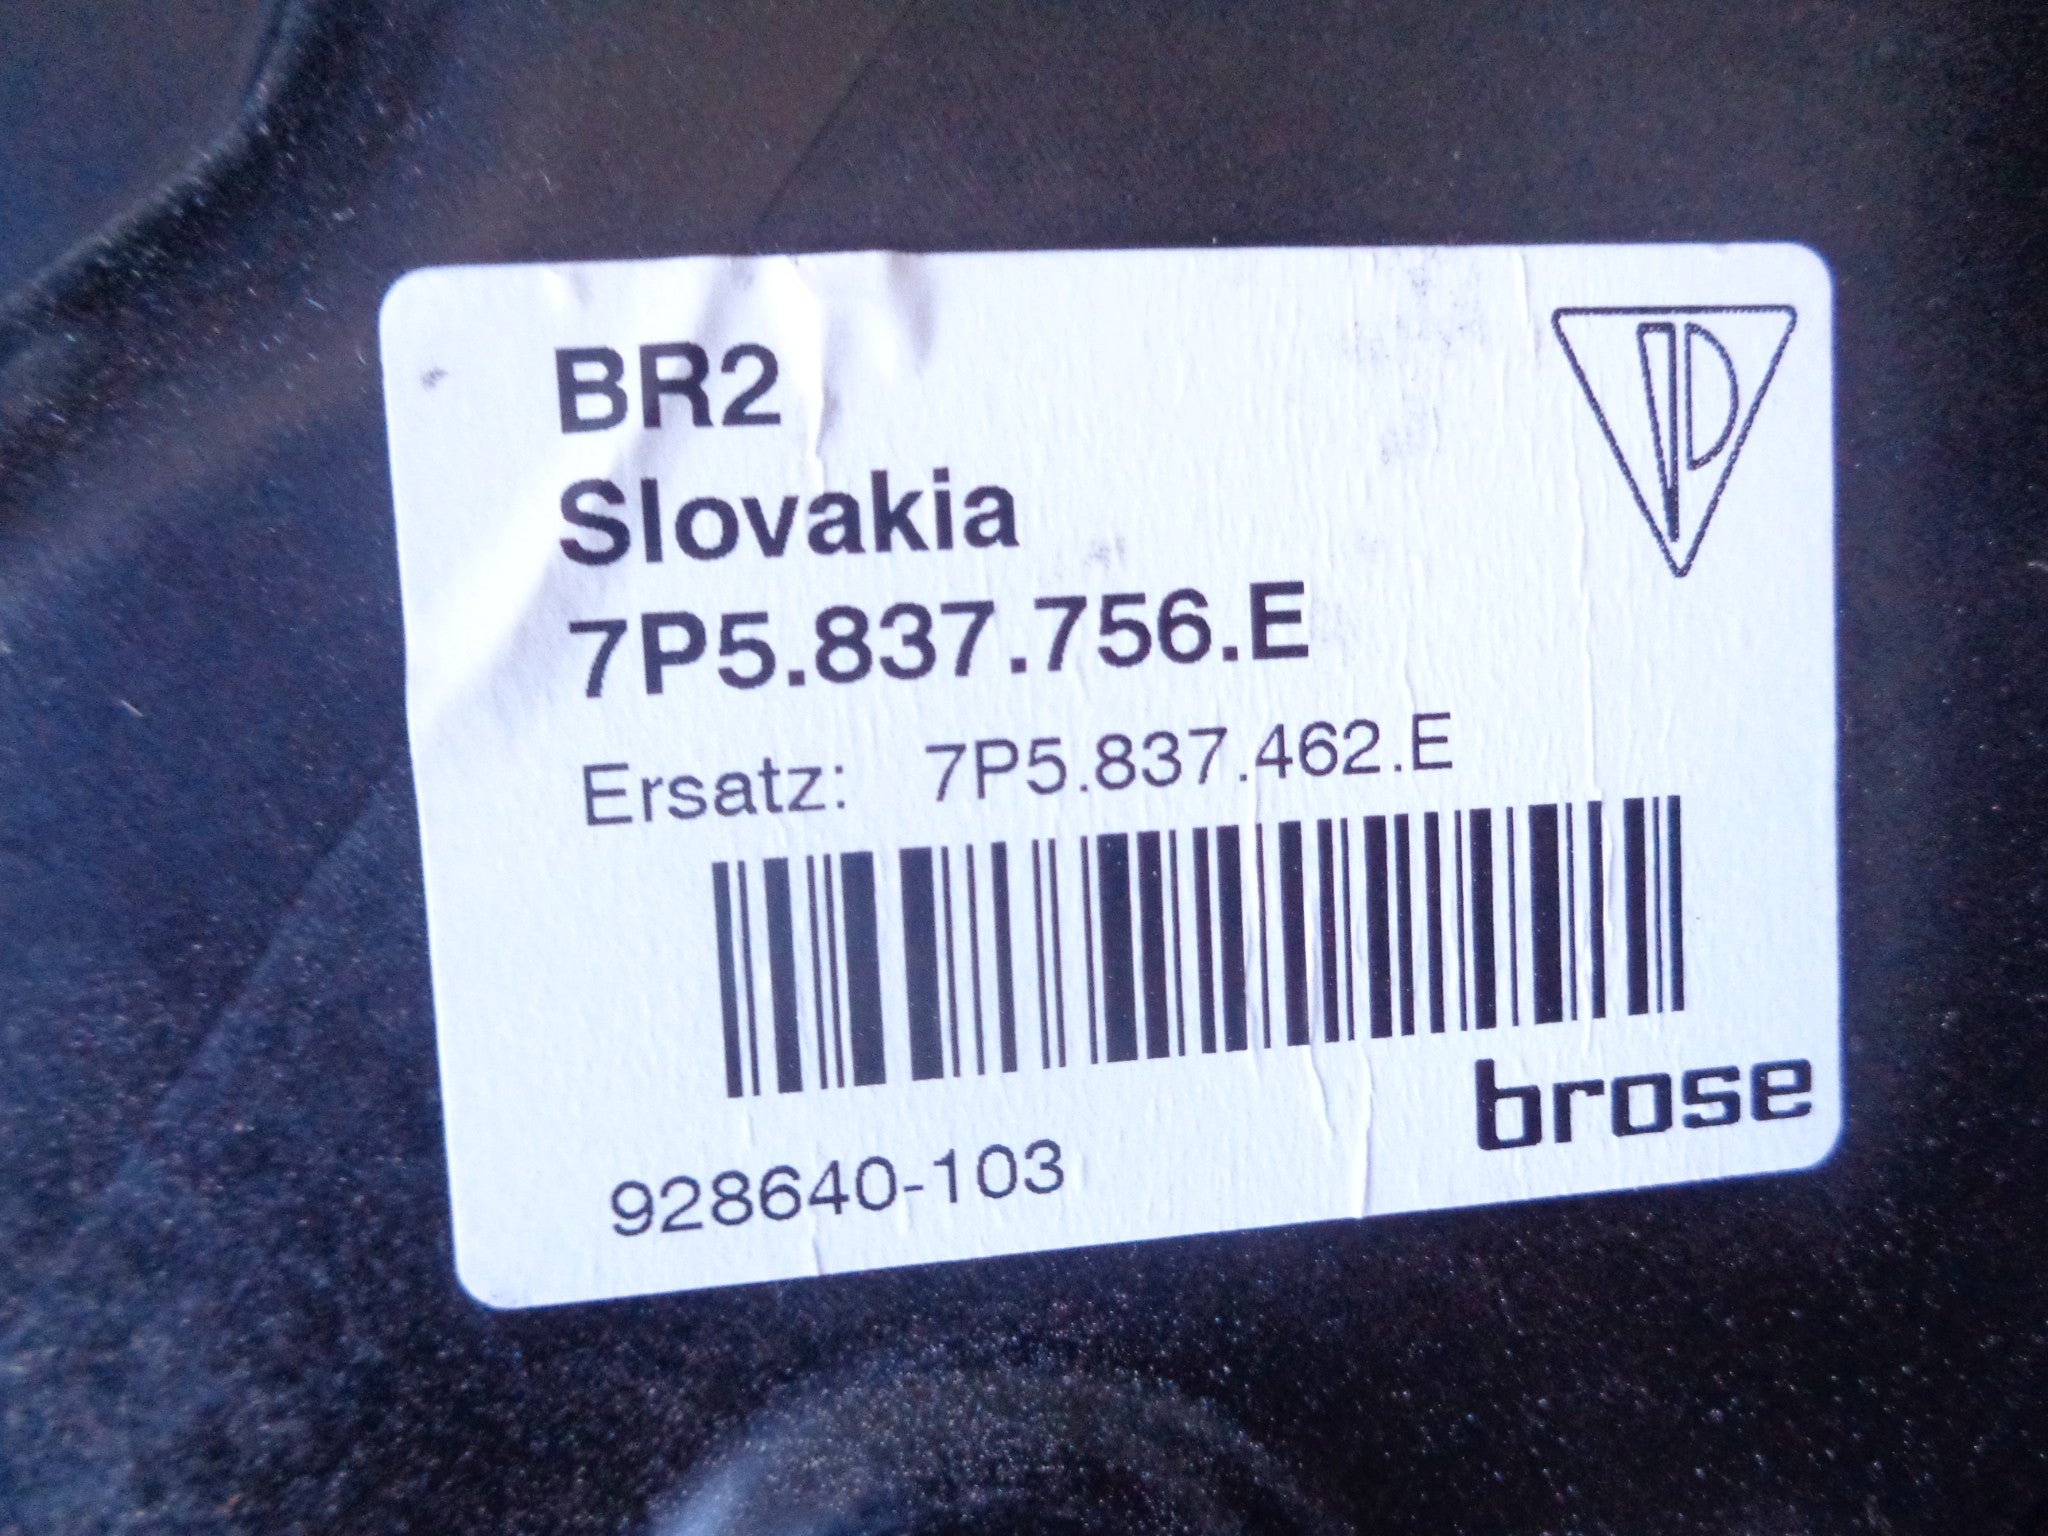 BR2
Slovakia
7P5.837.756.E
Ersatz: 7P5.837.462.E
brose
928640-103